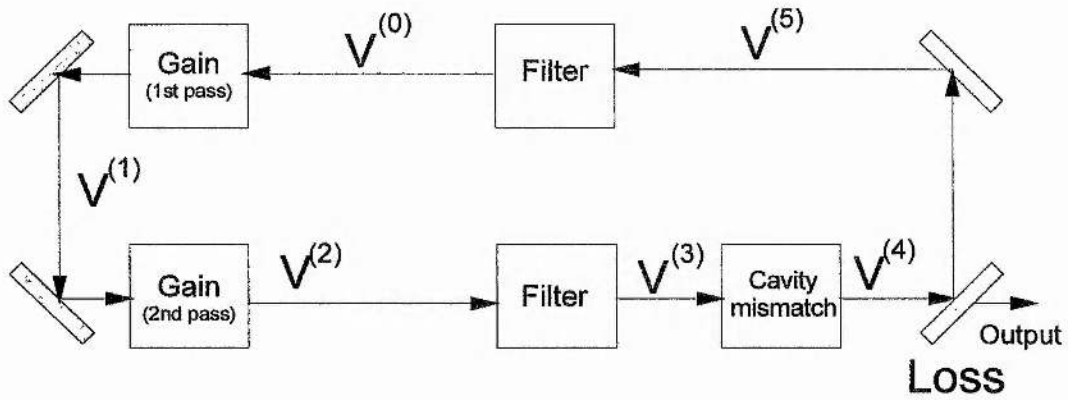 V(0)
V(5)
Gain
(1st pass)
Filter
V(1)
V(2)
V(3)
V(4)
Gain
(2nd pass)
Filter
Cavity
mismatch
Output
Loss